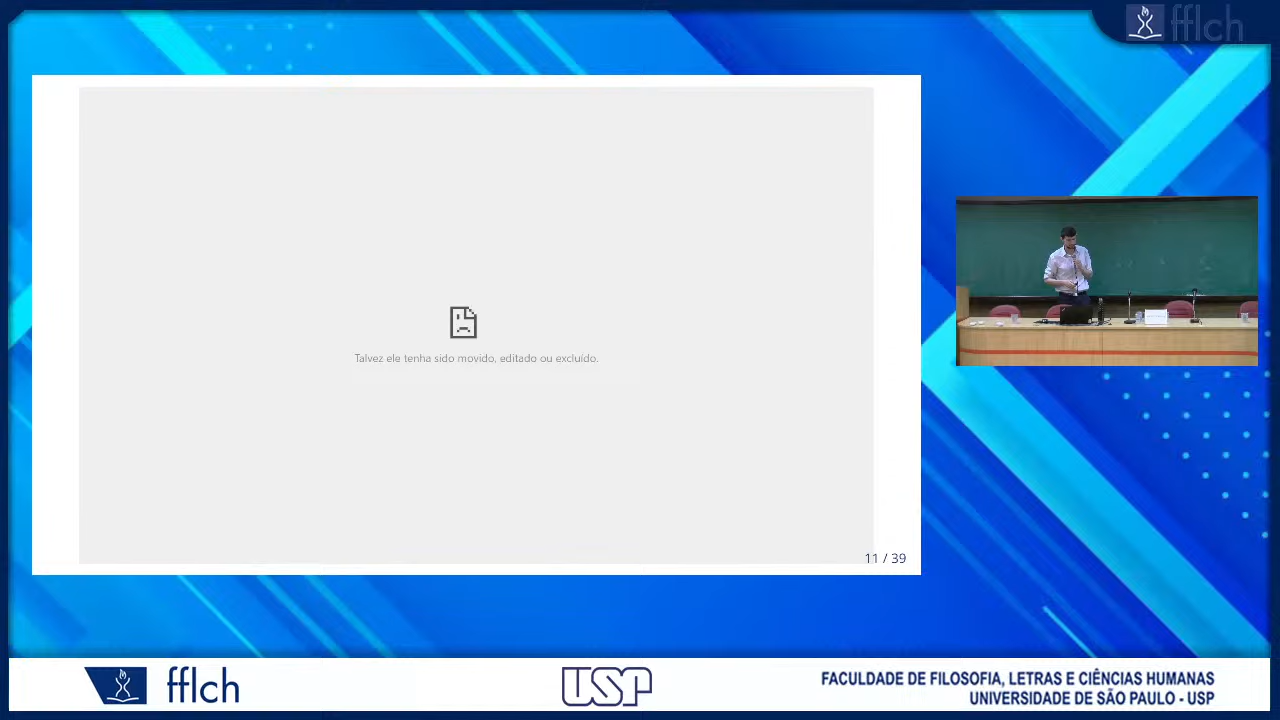 fflch
Talvez ele tenha sido movido, editado ou excluído.
11 / 39
fflch
USP
FACULDADE DE FILOSOFIA, LETRAS E CIÊNCIAS HUMANAS
UNIVERSIDADE DE SÃO PAULO - USP